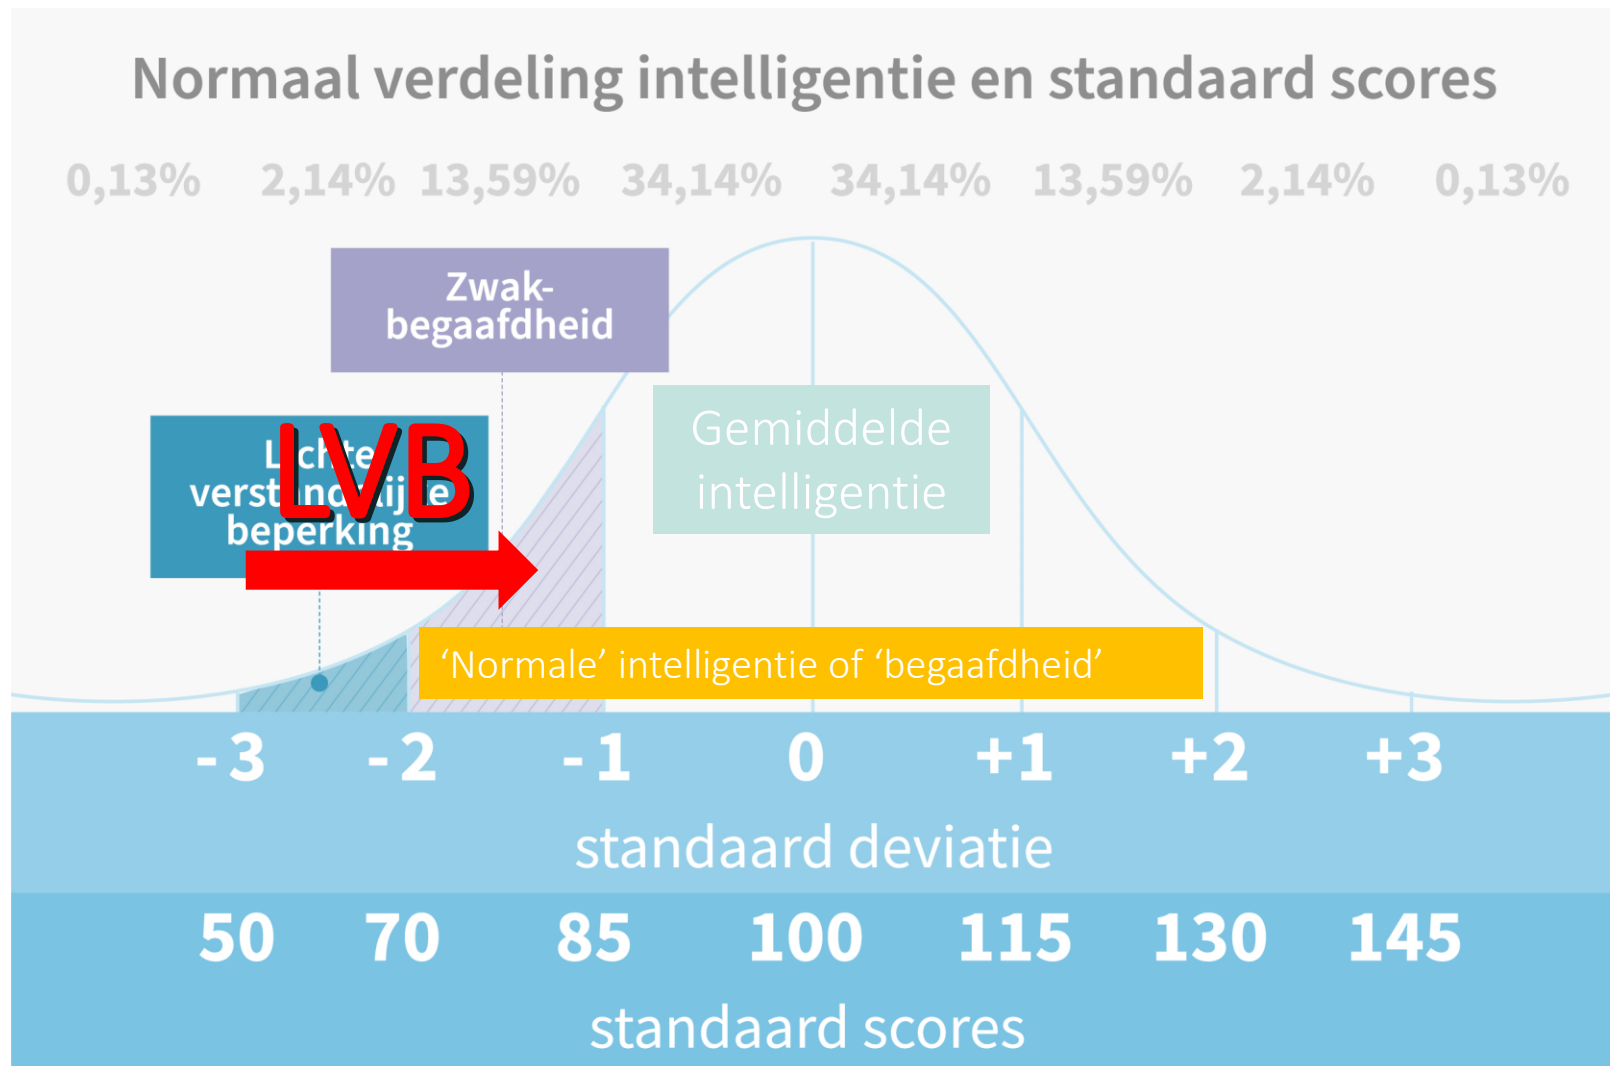 Normaal verdeling intelligentie en standaard scores
0,13% 2,14% 13,59% 34,14% 34,14% 13,59% 2,14% 0,13%
Zwak-
begaafdheid
Gemiddelde
intelligentie
LVB
Lichte
verstandelijke
beperking
‘Normale’ intelligentie of ‘begaafdheid’
-3 -2 -1 0 +1 +2 +3
standaard deviatie
50 70 85 100 115 130 145
standaard scores